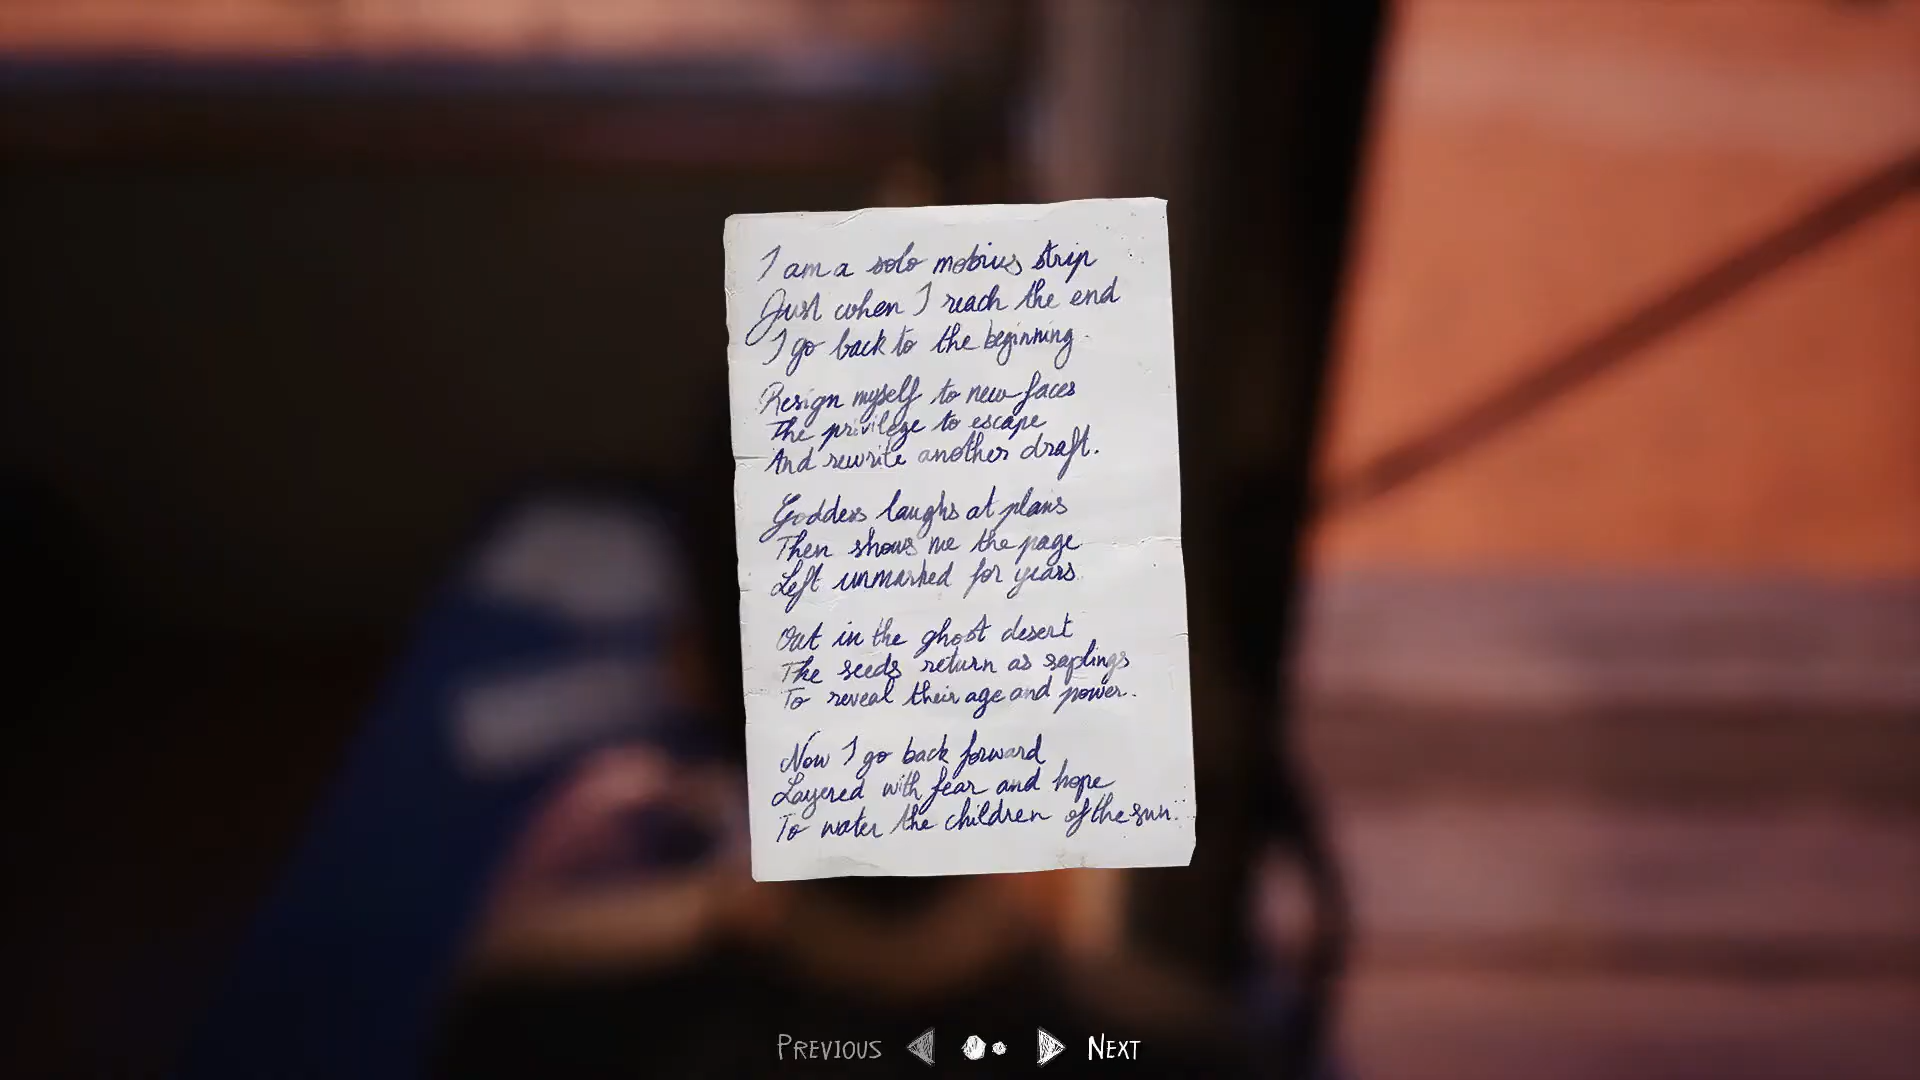 I am a solo mobius strip
Just when I reach the end
I go back to the beginning.
Resign myself to new faces
The privilege to escape
And rewrite another draft.
Goddess laughs at plans
Then shows me the page
Left unmarked for years.
Out in the ghost desert
The seeds return as saplings
To reveal their age and power.
Now I go back forward
Layered with fear and hope
To water the children of the sun.
PREVIOUS NEXT